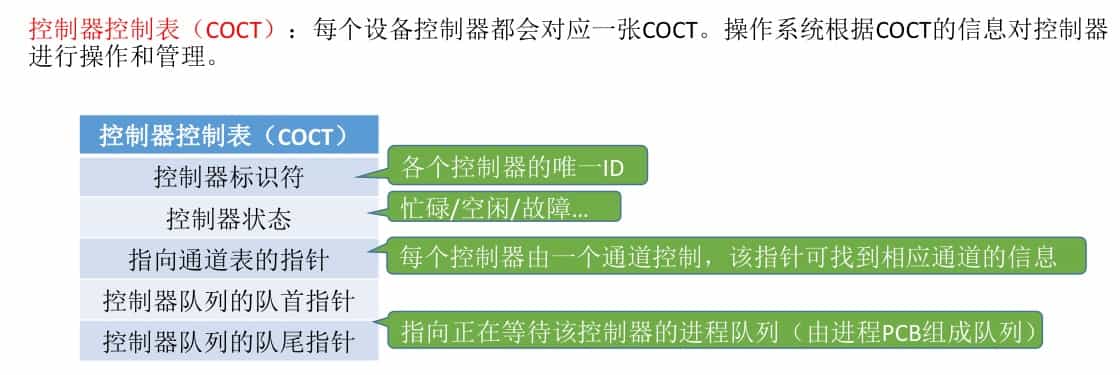 控制器控制表（COCT）：每个设备控制器都会对应一张COCT。操作系统根据COCT的信息对控制器
进行操作和管理。
控制器控制表（COCT）
控制器标识符
各个控制器的唯一ID
控制器状态
忙碌/空闲/故障...
指向通道表的指针
每个控制器由一个通道控制，该指针可找到相应通道的信息
控制器队列的队首指针
控制器队列的队尾指针
指向正在等待该控制器的进程队列（由进程PCB组成队列）